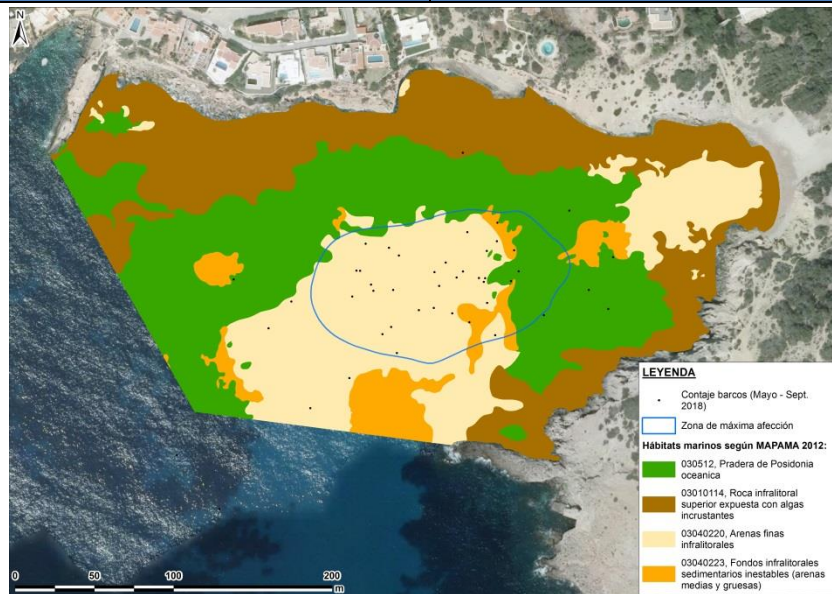 N
LEYENDA
Contaje barcos (Mayo - Sept.
2018)
Zona de máxima afección
Hábitats marinos según MAPAMA 2012:
030512, Pradera de Posidonia
oceanica
03010114, Roca infralitoral
superior expuesta con algas
incrustantes
03040220, Arenas finas
infralitorales
03040223, Fondos infralitorales
sedimentarios inestables (arenas
medias y gruesas)
0 50 100 200
m